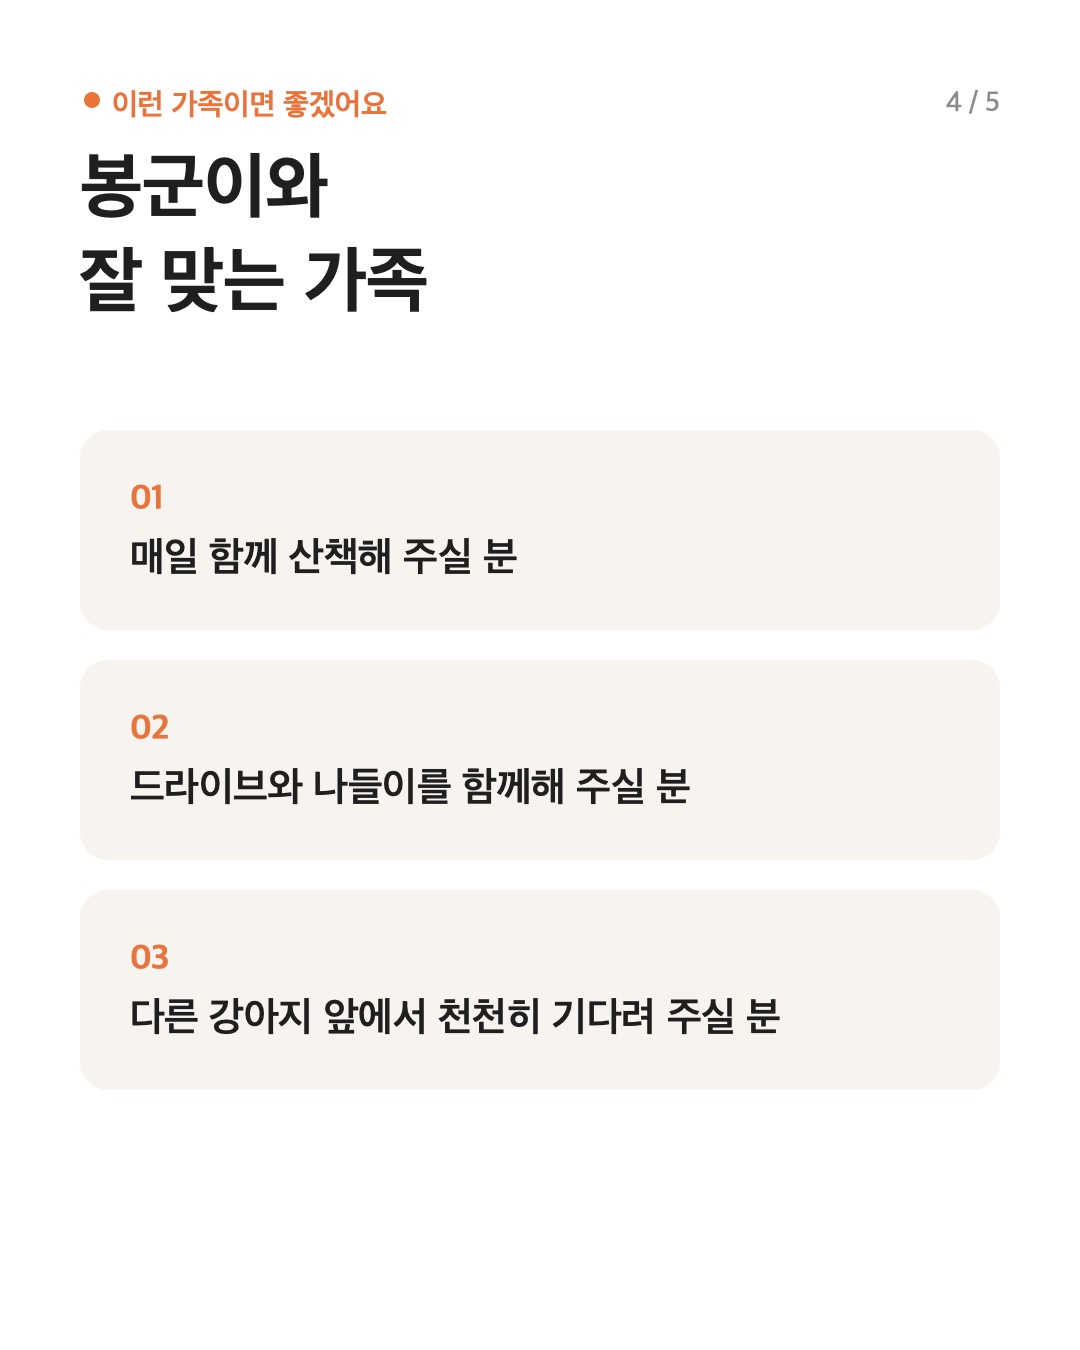 이런 가족이면 좋겠어요
4 / 5
봉군이와
잘 맞는 가족
01
매일 함께 산책해 주실 분
02
드라이브와 나들이를 함께해 주실 분
03
다른 강아지 앞에서 천천히 기다려 주실 분